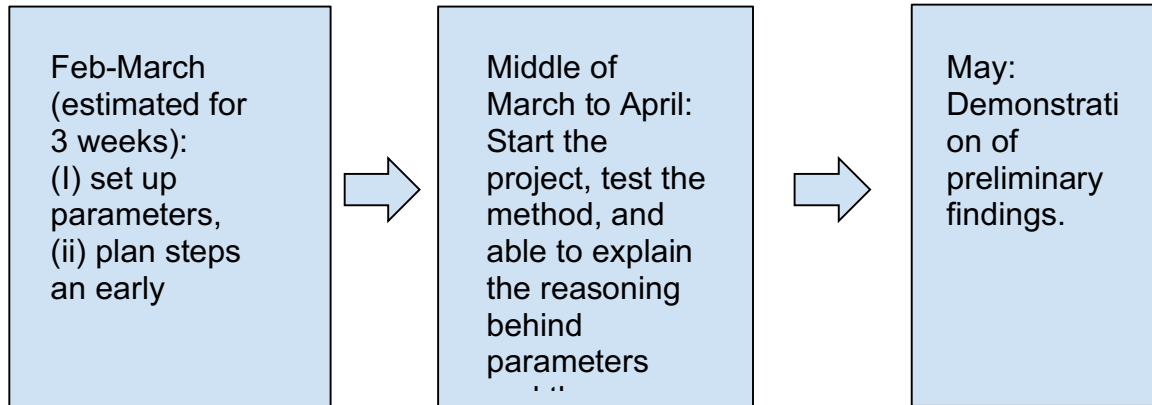 Feb-March
(estimated for
3 weeks):
(I) set up
parameters,
(ii) plan steps
an early
Middle of
March to April:
Start the
project, test the
method, and
able to explain
the reasoning
behind
parameters
May:
Demonstrati
on of
preliminary
findings.